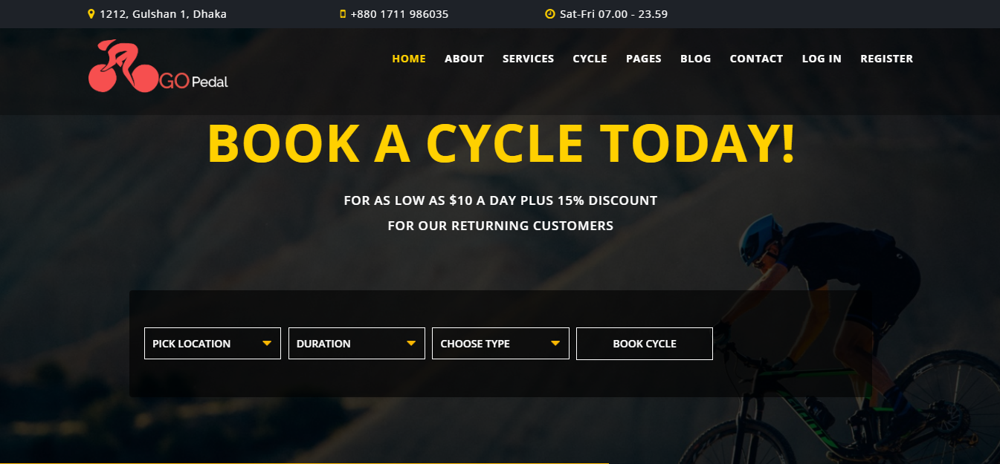 1212, Gulshan 1, Dhaka
+880 1711 986035
Sat-Fri 07.00 - 23.59
GO Pedal
HOME ABOUT SERVICES CYCLE PAGES BLOG CONTACT LOG IN REGISTER
BOOK A CYCLE TODAY!
FOR AS LOW AS $10 A DAY PLUS 15% DISCOUNT
FOR OUR RETURNING CUSTOMERS
PICK LOCATION
DURATION
CHOOSE TYPE
BOOK CYCLE
GIANT